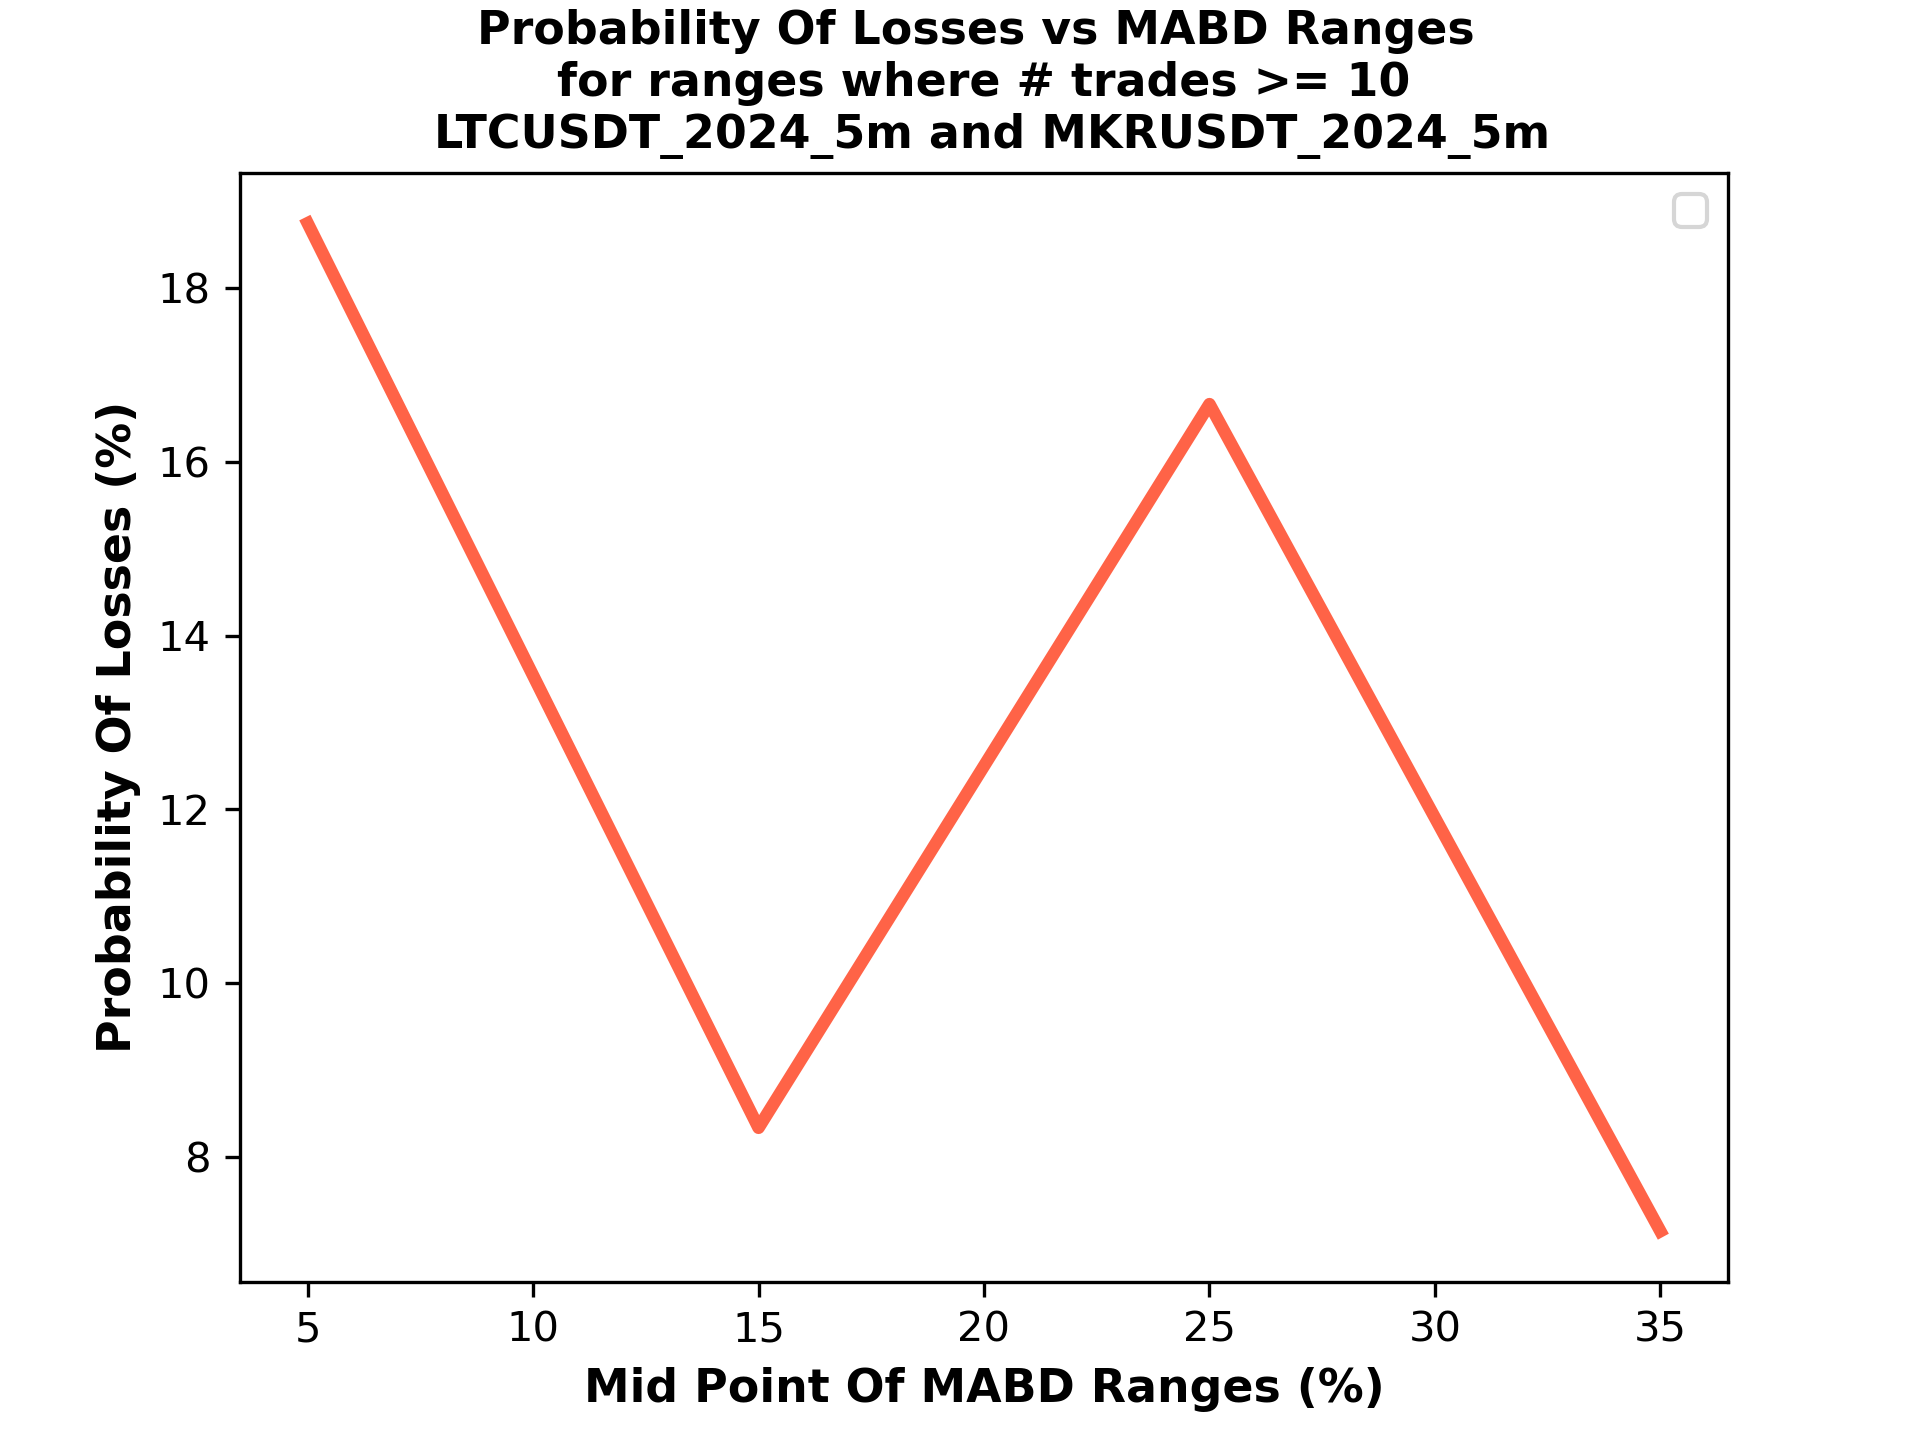 Probability Of Losses vs MABD Ranges
for ranges where # trades >= 10
LTCUSDT_2024_5m and MKRUSDT_2024_5m
18
16
14
12
10
8
Probability Of Losses (%)
5 10 15 20 25 30 35
Mid Point Of MABD Ranges (%)